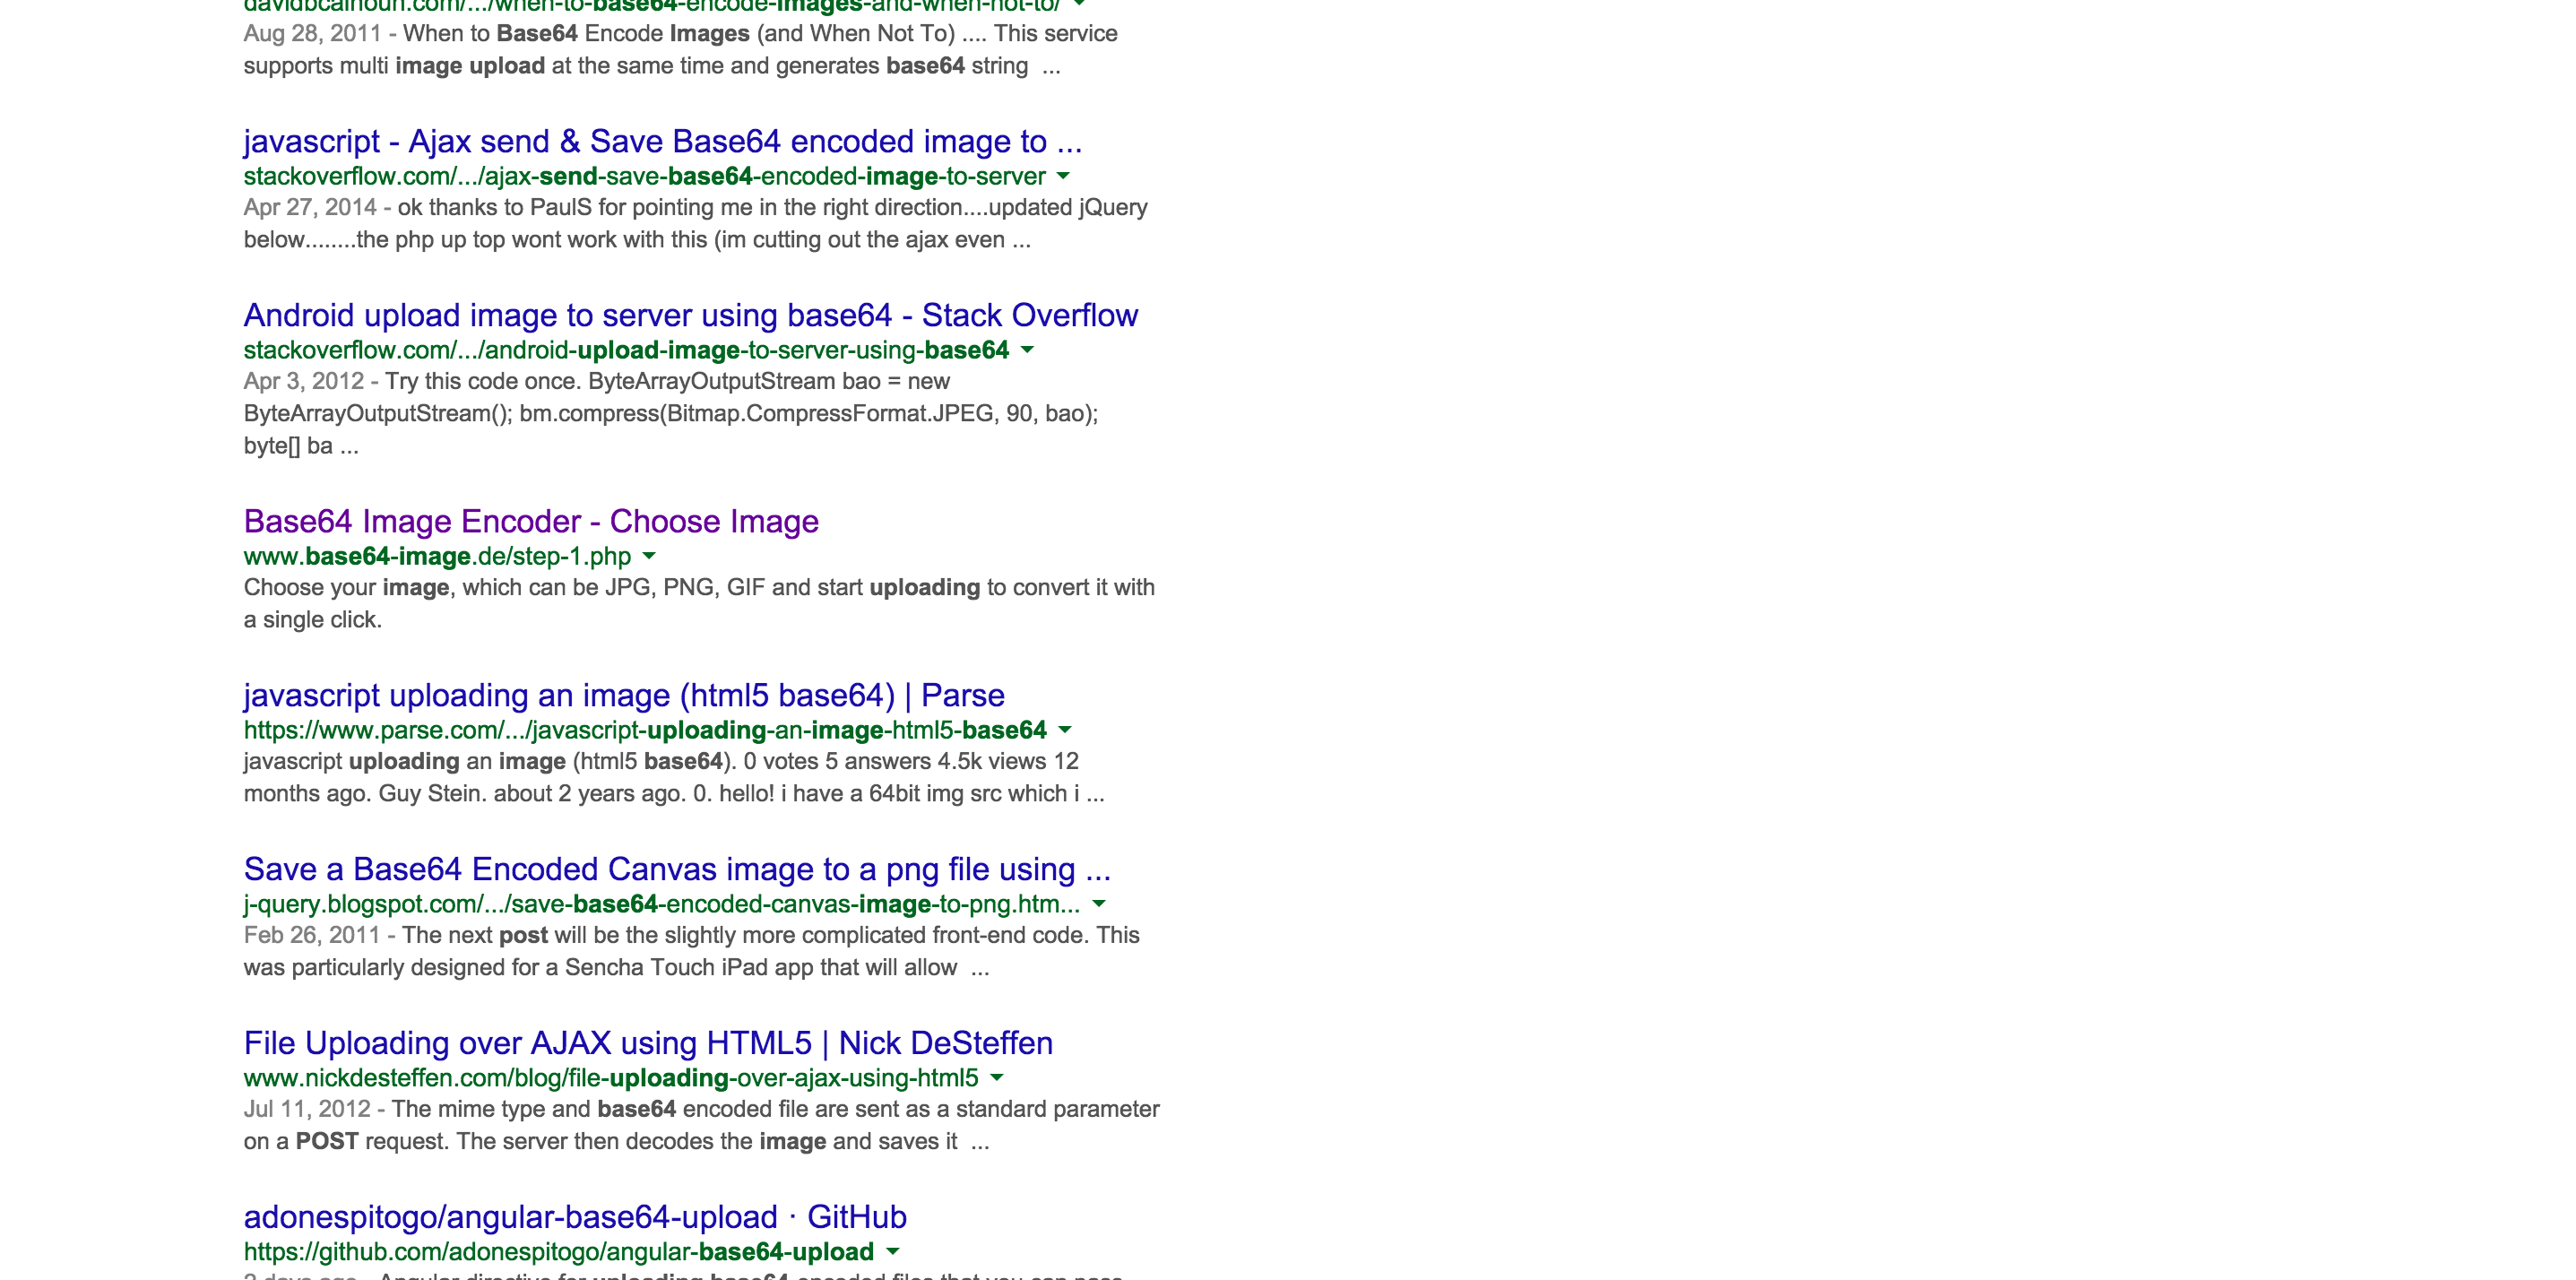 davidbcalhoun.com/.../when-to-base64-encode-images-and-when-not-to/
Aug 28, 2011 - When to Base64 Encode Images (and When Not To) .... This service
supports multi image upload at the same time and generates base64 string ...
javascript - Ajax send & Save Base64 encoded image to ...
stackoverflow.com/.../ajax-send-save-base64-encoded-image-to-server
Apr 27, 2014 - ok thanks to PaulS for pointing me in the right direction....updated jQuery
below........the php up top wont work with this (im cutting out the ajax even ...
Android upload image to server using base64 - Stack Overflow
stackoverflow.com/.../android-upload-image-to-server-using-base64
Apr 3, 2012 - Try this code once. ByteArrayOutputStream bao = new
ByteArrayOutputStream(); bm.compress(Bitmap.CompressFormat.JPEG, 90, bao);
byte[] ba ...
Base64 Image Encoder - Choose Image
www.base64-image.de/step-1.php
Choose your image, which can be JPG, PNG, GIF and start uploading to convert it with
a single click.
javascript uploading an image (html5 base64) | Parse
https://www.parse.com/.../javascript-uploading-an-image-html5-base64
javascript uploading an image (html5 base64). 0 votes 5 answers 4.5k views 12
months ago. Guy Stein. about 2 years ago. 0. hello! i have a 64bit img src which i ...
Save a Base64 Encoded Canvas image to a png file using ...
j-query.blogspot.com/.../save-base64-encoded-canvas-image-to-png.htm...
Feb 26, 2011 - The next post will be the slightly more complicated front-end code. This
was particularly designed for a Sencha Touch iPad app that will allow ...
File Uploading over AJAX using HTML5 | Nick DeSteffen
www.nickdesteffen.com/blog/file-uploading-over-ajax-using-html5
Jul 11, 2012 - The mime type and base64 encoded file are sent as a standard parameter
on a POST request. The server then decodes the image and saves it ...
adonespitogo/angular-base64-upload · GitHub
https://github.com/adonespitogo/angular-base64-upload
2 days ago - Angular directive for uploading base64 encoded files that you can pass